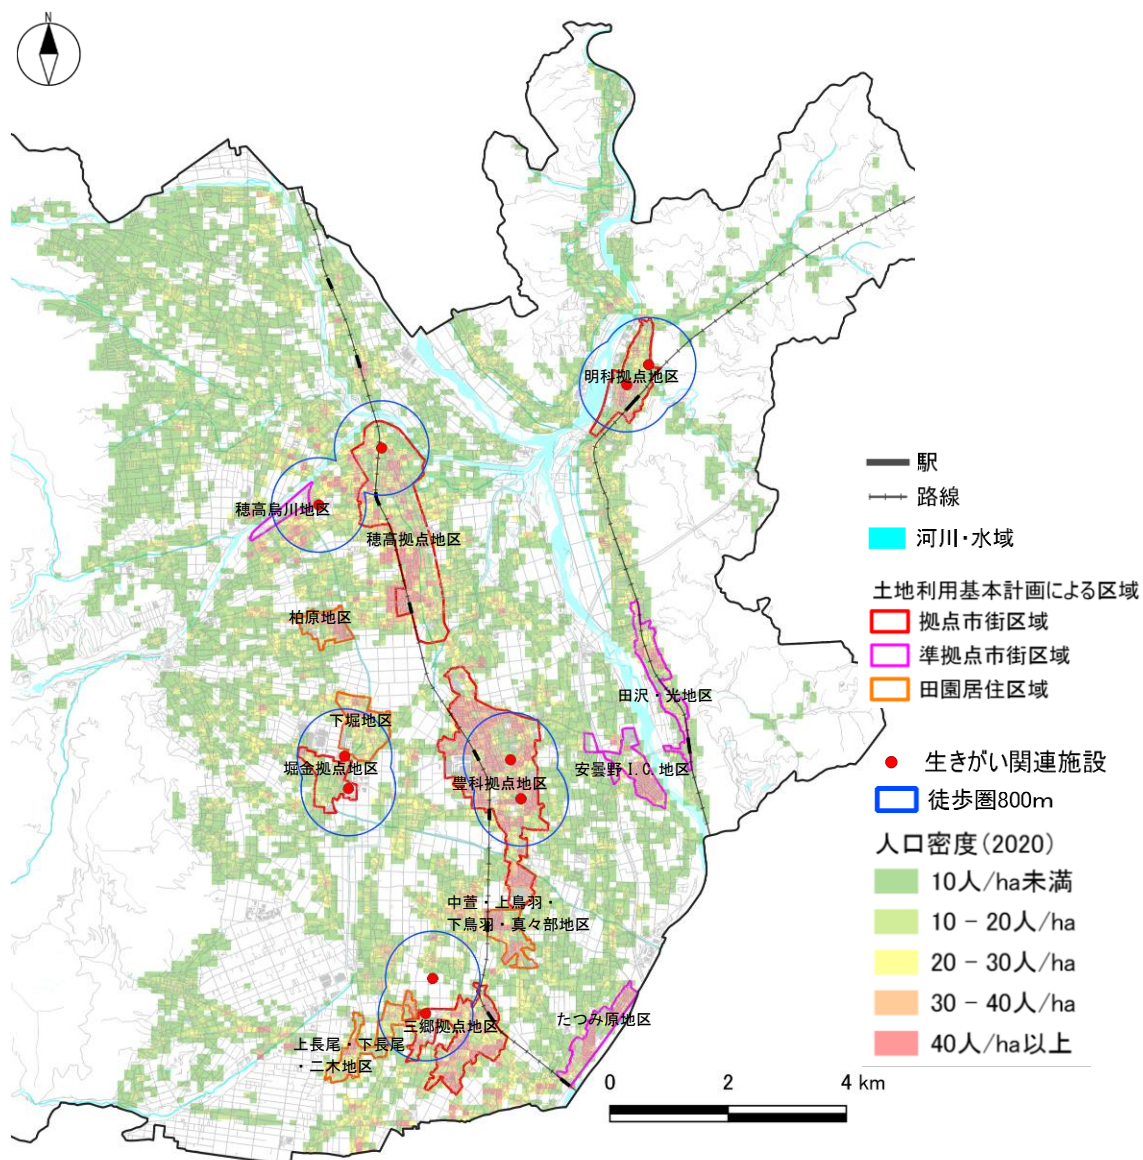 N
明科拠点地区
穂高烏川地区
穂高拠点地区
柏原地区
田沢・光地区
下堀地区
堀金拠点地区
豊科拠点地区
安曇野I.C.地区
中萱・上鳥羽・
下鳥羽・真々部地区
三郷拠点地区
たつみ原地区
上長尾・下長尾
・二木地区
駅
路線
河川・水域
土地利用基本計画による区域
拠点市街区域
準拠点市街区域
田園居住区域
生きがい関連施設
徒歩圏800m
人口密度(2020)
10人/ha未満
10 - 20人/ha
20 - 30人/ha
30 - 40人/ha
40人/ha以上
0 2 4 km